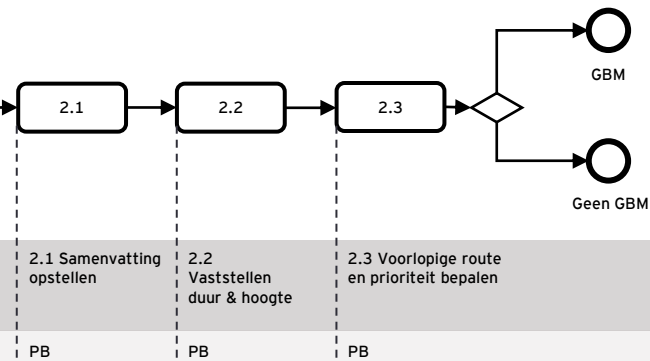 GBM
2.1
2.2
2.3
Geen GBM
2.1 Samenvatting
opstellen
2.2
Vaststellen
duur & hoogte
2.3 Voorlopige route
en prioriteit bepalen
PB
PB
PB